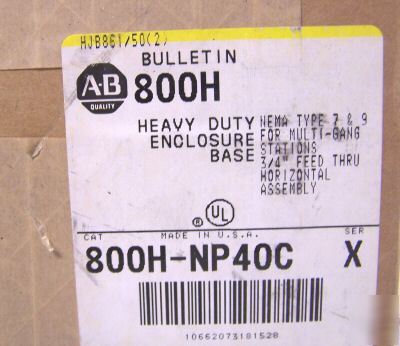 HJB861/50(2)
BULLETIN
AB
QUALITY
800H
HEAVY DUTY
ENCLOSURE
BASE
NEMA TYPE 7 & 9
FOR MULTI-GANG
STATIONS
3/4" FEED THRU
HORIZONTAL
ASSEMBLY
UL
®
CAT
MADE IN U.S.A.
SER
800H-NP40C
X
10662073181528